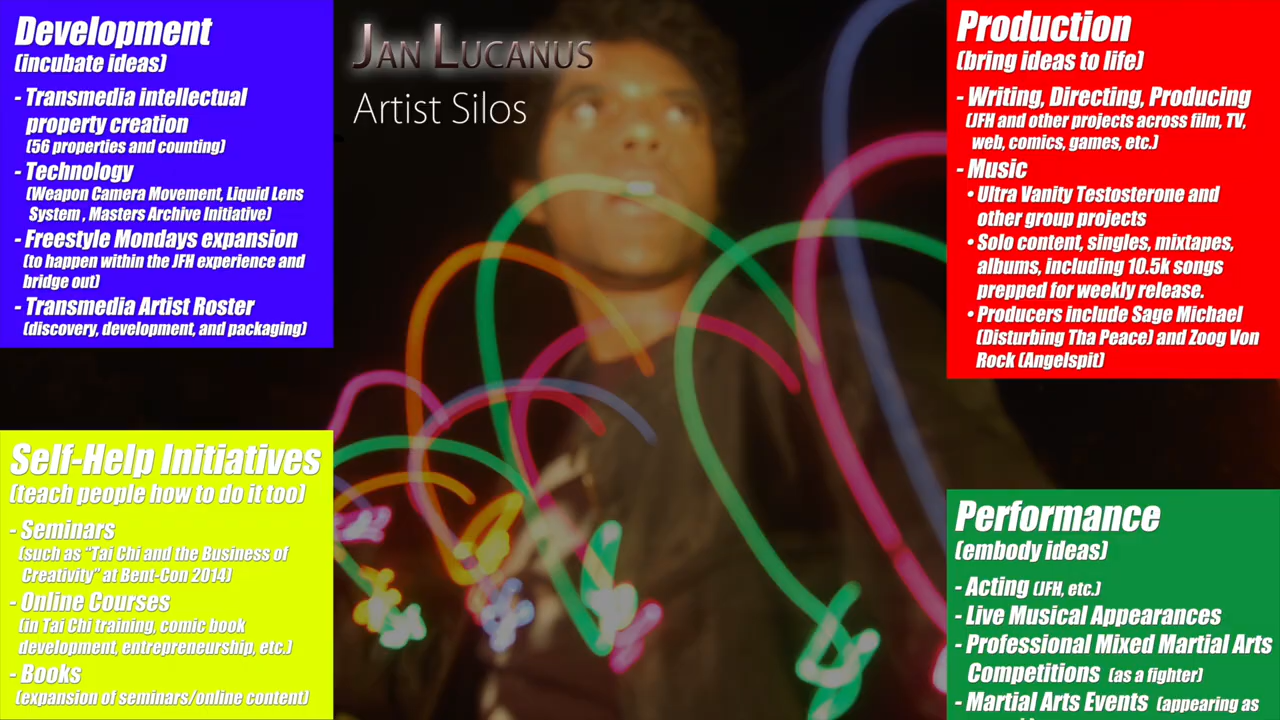 JAN LUCANUS
Artist Silos
Development
(incubate ideas)
- Transmedia intellectual
property creation
(56 properties and counting)
- Technology
(Weapon Camera Movement, Liquid Lens
System , Masters Archive Initiative)
- Freestyle Mondays expansion
(to happen within the JFH experience and
bridge out)
- Transmedia Artist Roster
(discovery, development, and packaging)
Production
(bring ideas to life)
- Writing, Directing, Producing
(JFH and other projects across film, TV,
web, comics, games, etc.)
- Music
• Ultra Vanity Testosterone and
other group projects
• Solo content, singles, mixtapes,
albums, including 10.5k songs
prepped for weekly release.
• Producers include Sage Michael
(Disturbing Tha Peace) and Zoog Von
Rock (Angelspit)
Self-Help Initiatives
(teach people how to do it too)
- Seminars
(such as "Tai Chi and the Business of
Creativity" at Bent-Con 2014)
- Online Courses
(in Tai Chi training, comic book
development, entrepreneurship, etc.)
- Books
(expansion of seminars/online content)
Performance
(embody ideas)
- Acting (JFH, etc.)
- Live Musical Appearances
- Professional Mixed Martial Arts
Competitions (as a fighter)
- Martial Arts Events (appearing as